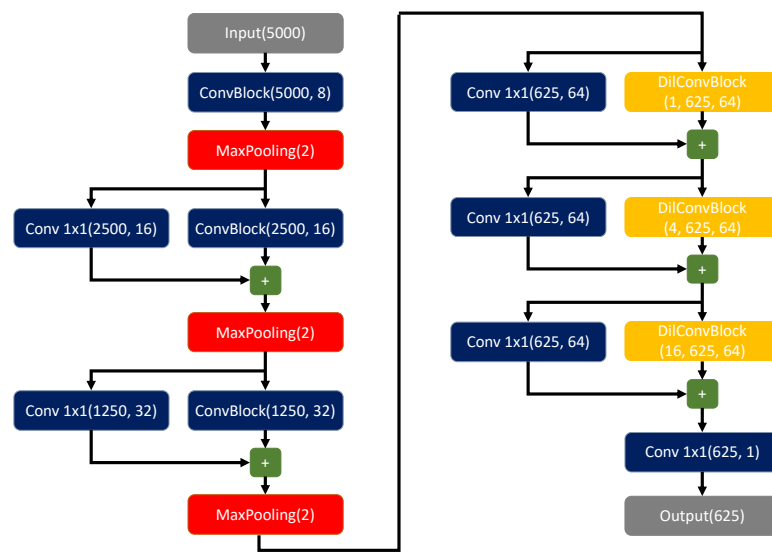 Input(5000)
ConvBlock(5000, 8)
MaxPooling(2)
Conv 1x1(2500, 16)
ConvBlock(2500, 16)
+
MaxPooling(2)
Conv 1x1(1250, 32)
ConvBlock(1250, 32)
+
MaxPooling(2)
Conv 1x1(625, 64)
DilConvBlock
(1, 625, 64)
+
Conv 1x1(625, 64)
DilConvBlock
(4, 625, 64)
+
Conv 1x1(625, 64)
DilConvBlock
(16, 625, 64)
+
Conv 1x1(625, 1)
Output(625)